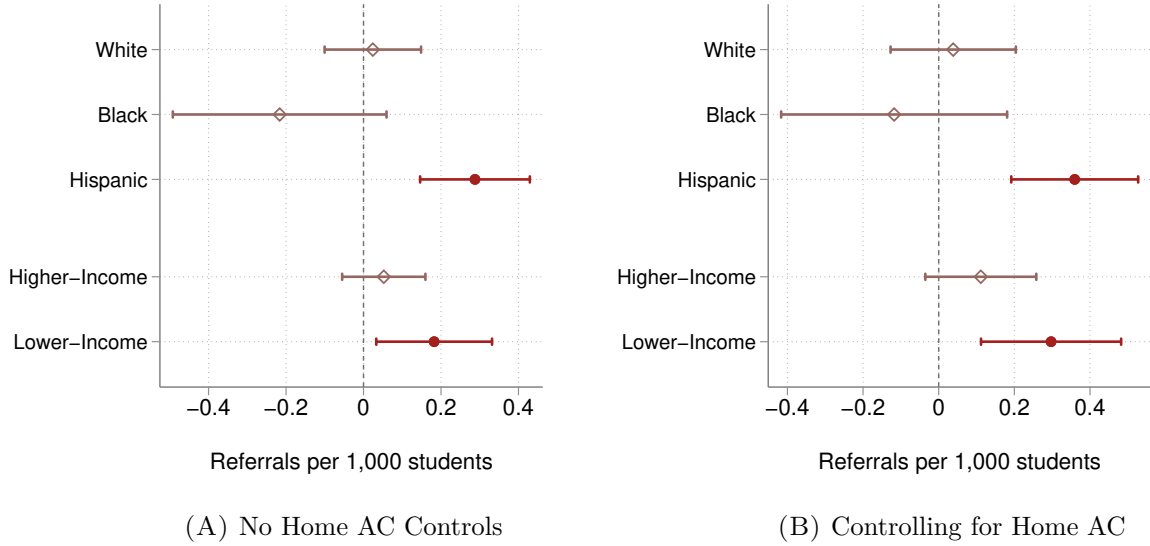 White
Black
Hispanic
Higher−Income
Lower−Income
−0.4 −0.2 0 0.2 0.4
Referrals per 1,000 students
(A) No Home AC Controls
White
Black
Hispanic
Higher−Income
Lower−Income
−0.4 −0.2 0 0.2 0.4
Referrals per 1,000 students
(B) Controlling for Home AC